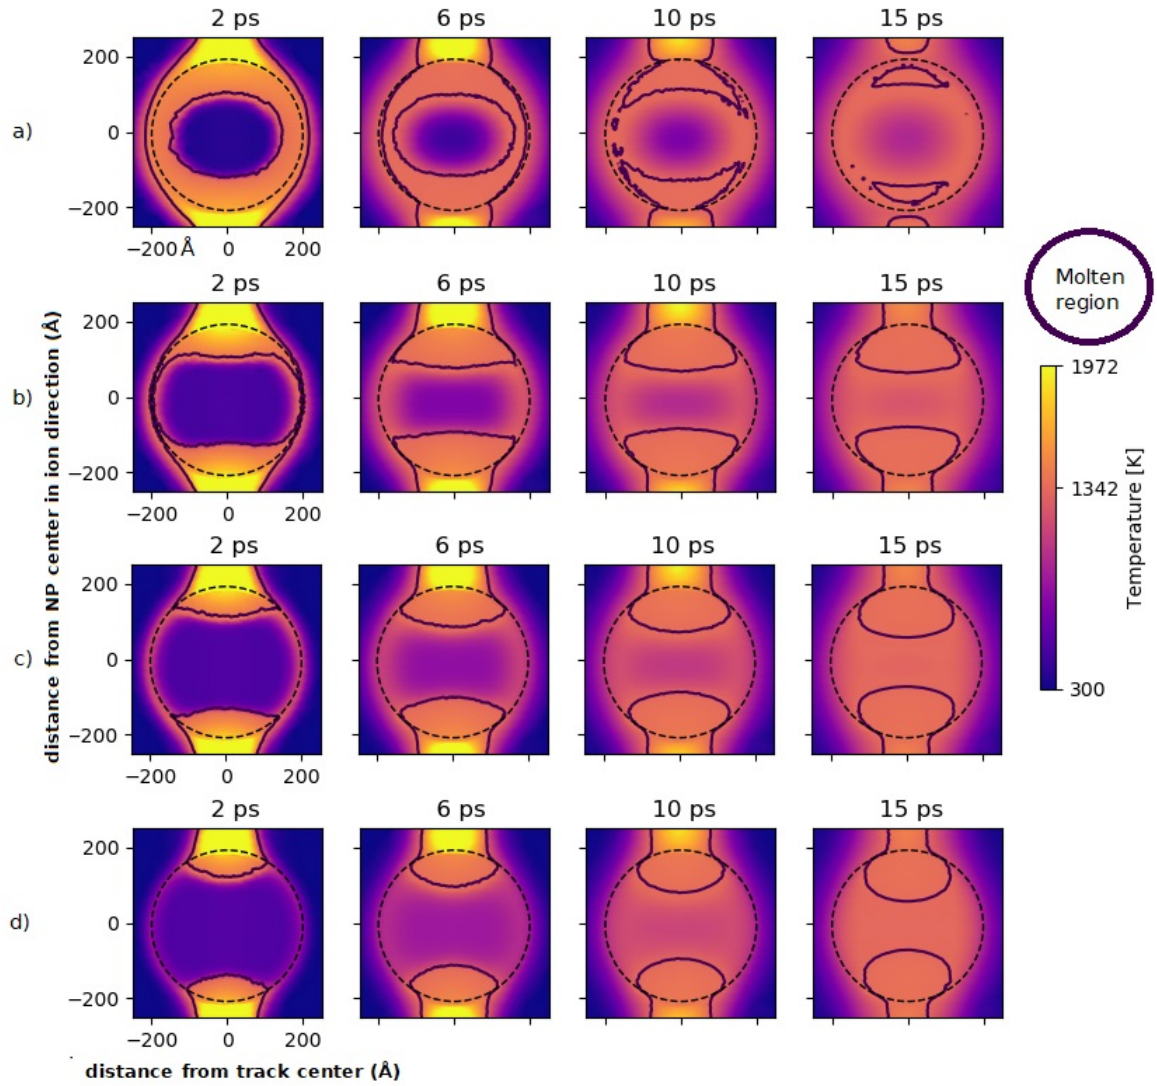 2 ps 6 ps 10 ps 15 ps
200
a) 0
−200
−200 Å 0 200
2 ps 6 ps 10 ps 15 ps
200
b) 0
−200
−200 0 200
2 ps 6 ps 10 ps 15 ps
200
c) 0
−200
−200 0 200
2 ps 6 ps 10 ps 15 ps
200
d) 0
−200
−200 0 200
distance from NP center in ion direction (Å)
distance from track center (Å)
Molten
region
1972
1342
300
Temperature [K]